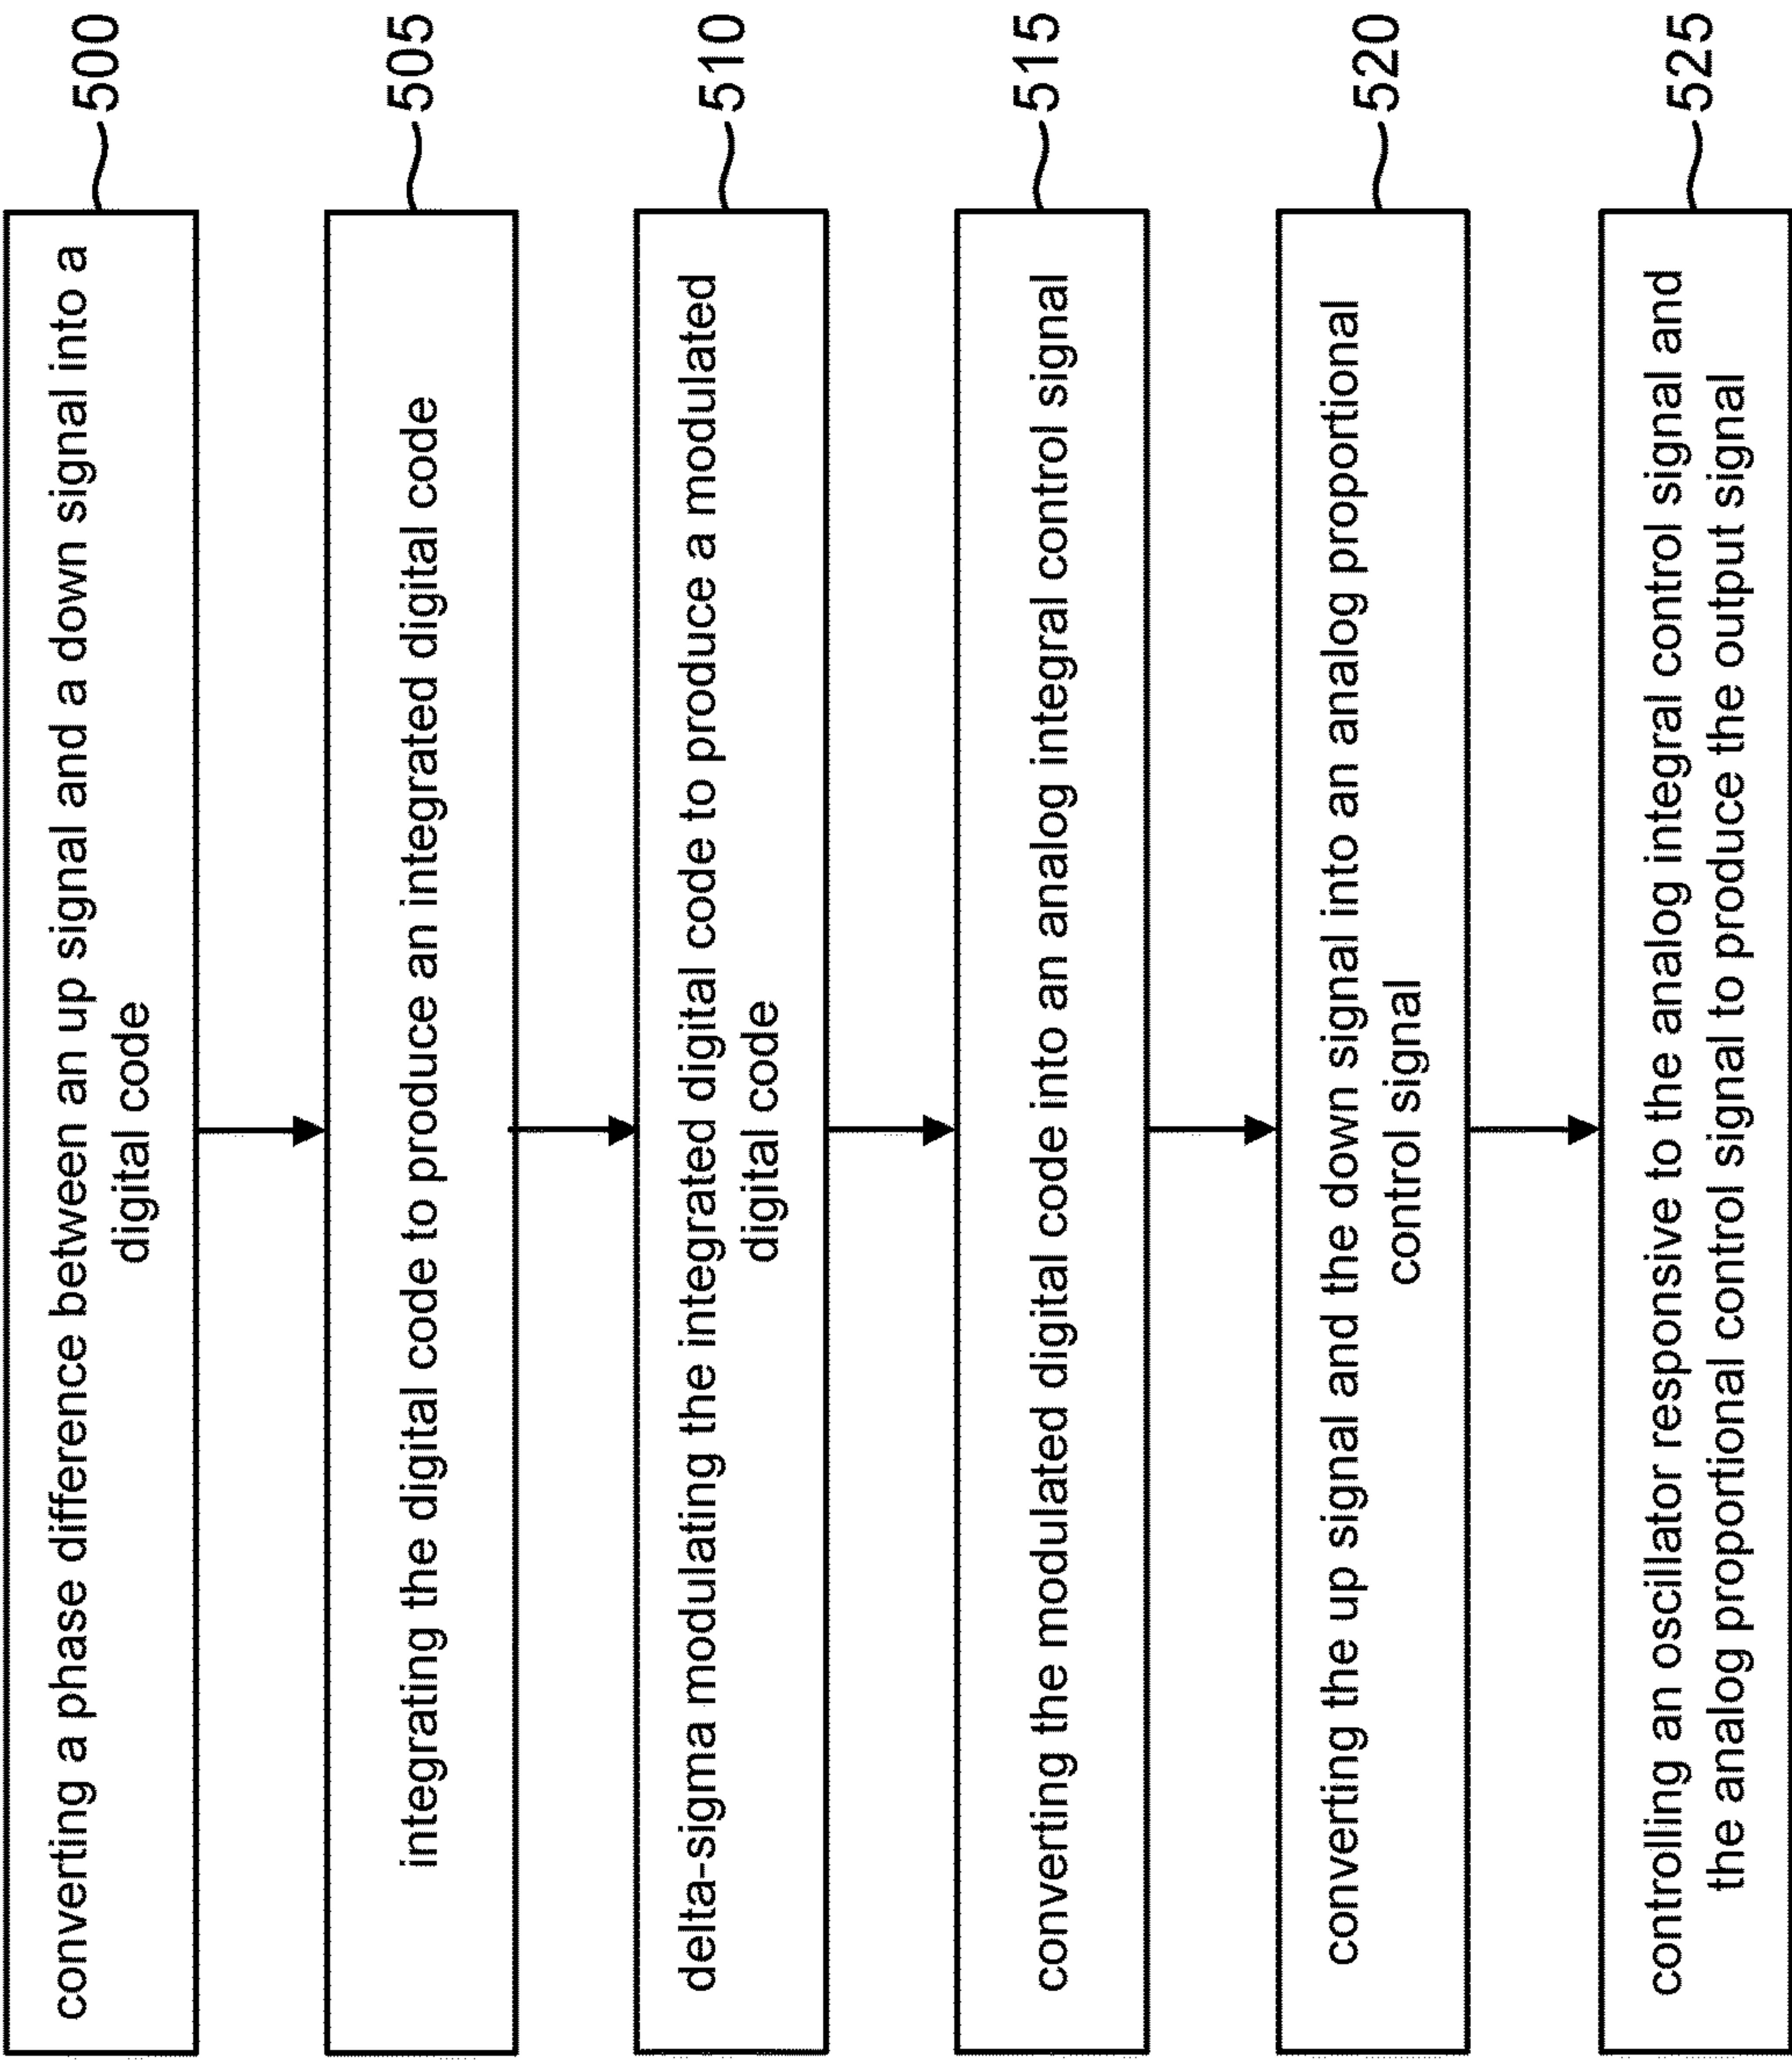 converting a phase difference between an up signal and a down signal into a
digital code
500
integrating the digital code to produce an integrated digital code
505
delta-sigma modulating the integrated digital code to produce a modulated
digital code
510
converting the modulated digital code into an analog integral control signal
515
converting the up signal and the down signal into an analog proportional
control signal
520
controlling an oscillator responsive to the analog integral control signal and
the analog proportional control signal to produce the output signal
525